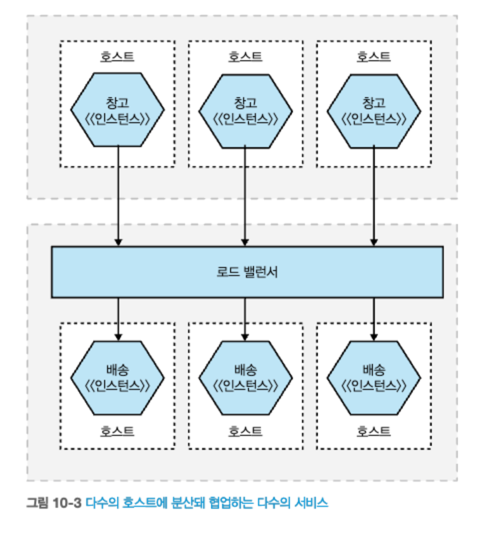 호스트 호스트 호스트
창고 창고 창고
《인스턴스》 《인스턴스》 《인스턴스》
로드 밸런서
배송 배송 배송
《인스턴스》 《인스턴스》 《인스턴스》
호스트 호스트 호스트
그림 10-3 다수의 호스트에 분산돼 협업하는 다수의 서비스